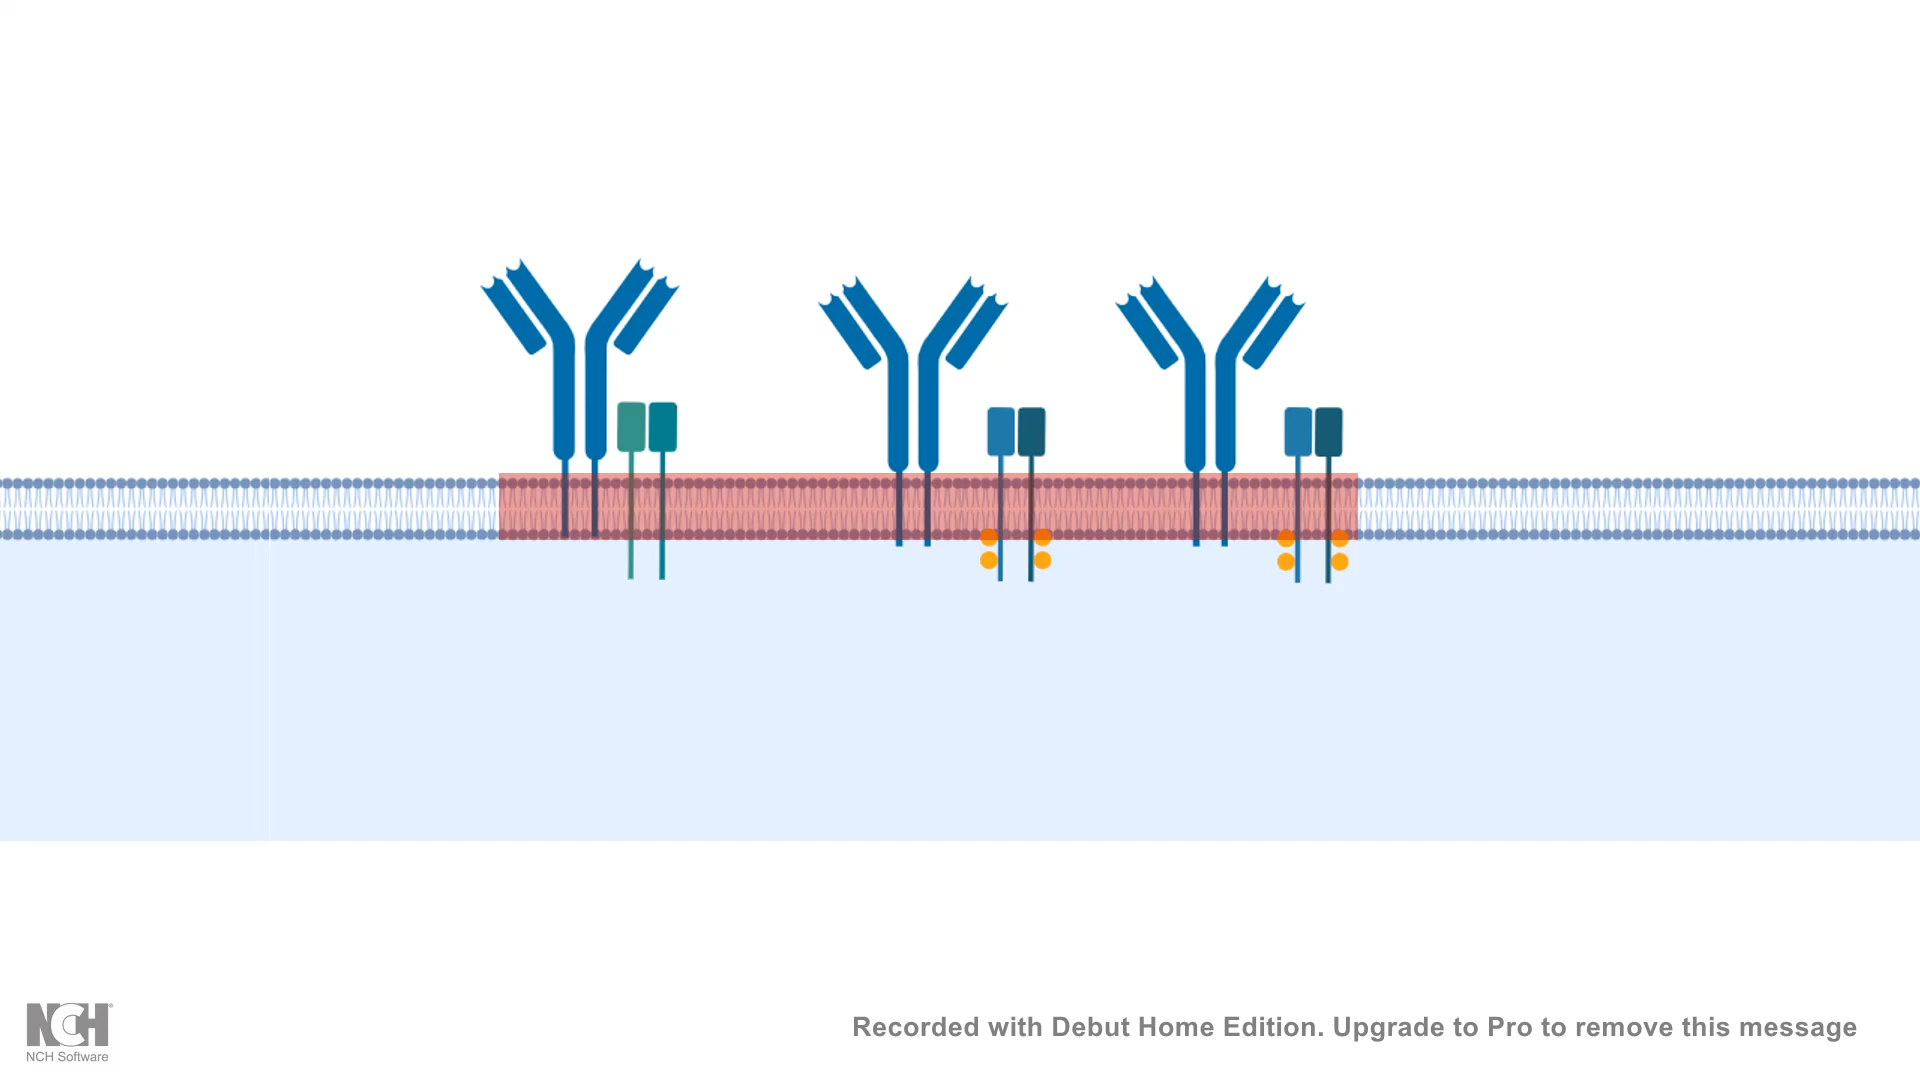 NCH®
NCH Software
Recorded with Debut Home Edition. Upgrade to Pro to remove this message